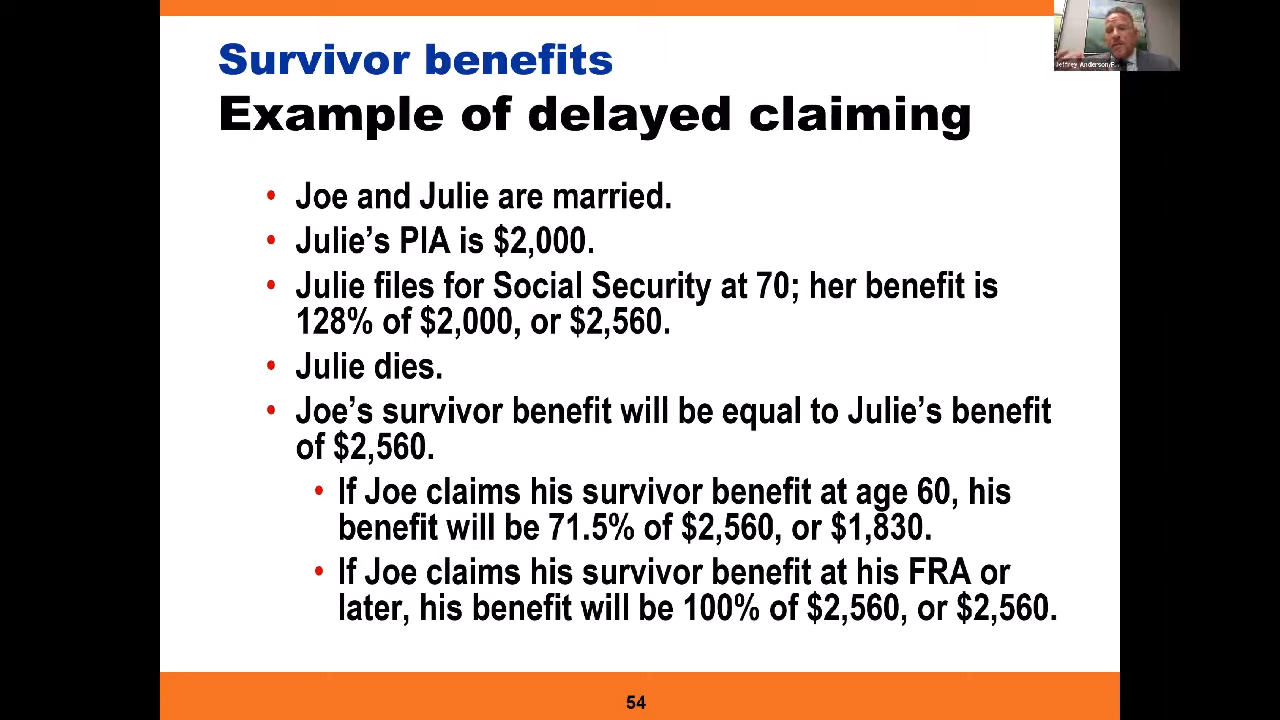 Survivor benefits
Jeffrey Anderson
Example of delayed claiming
• Joe and Julie are married.
• Julie’s PIA is $2,000.
• Julie files for Social Security at 70; her benefit is
128% of $2,000, or $2,560.
• Julie dies.
• Joe’s survivor benefit will be equal to Julie’s benefit
of $2,560.
• If Joe claims his survivor benefit at age 60, his
benefit will be 71.5% of $2,560, or $1,830.
• If Joe claims his survivor benefit at his FRA or
later, his benefit will be 100% of $2,560, or $2,560.
54